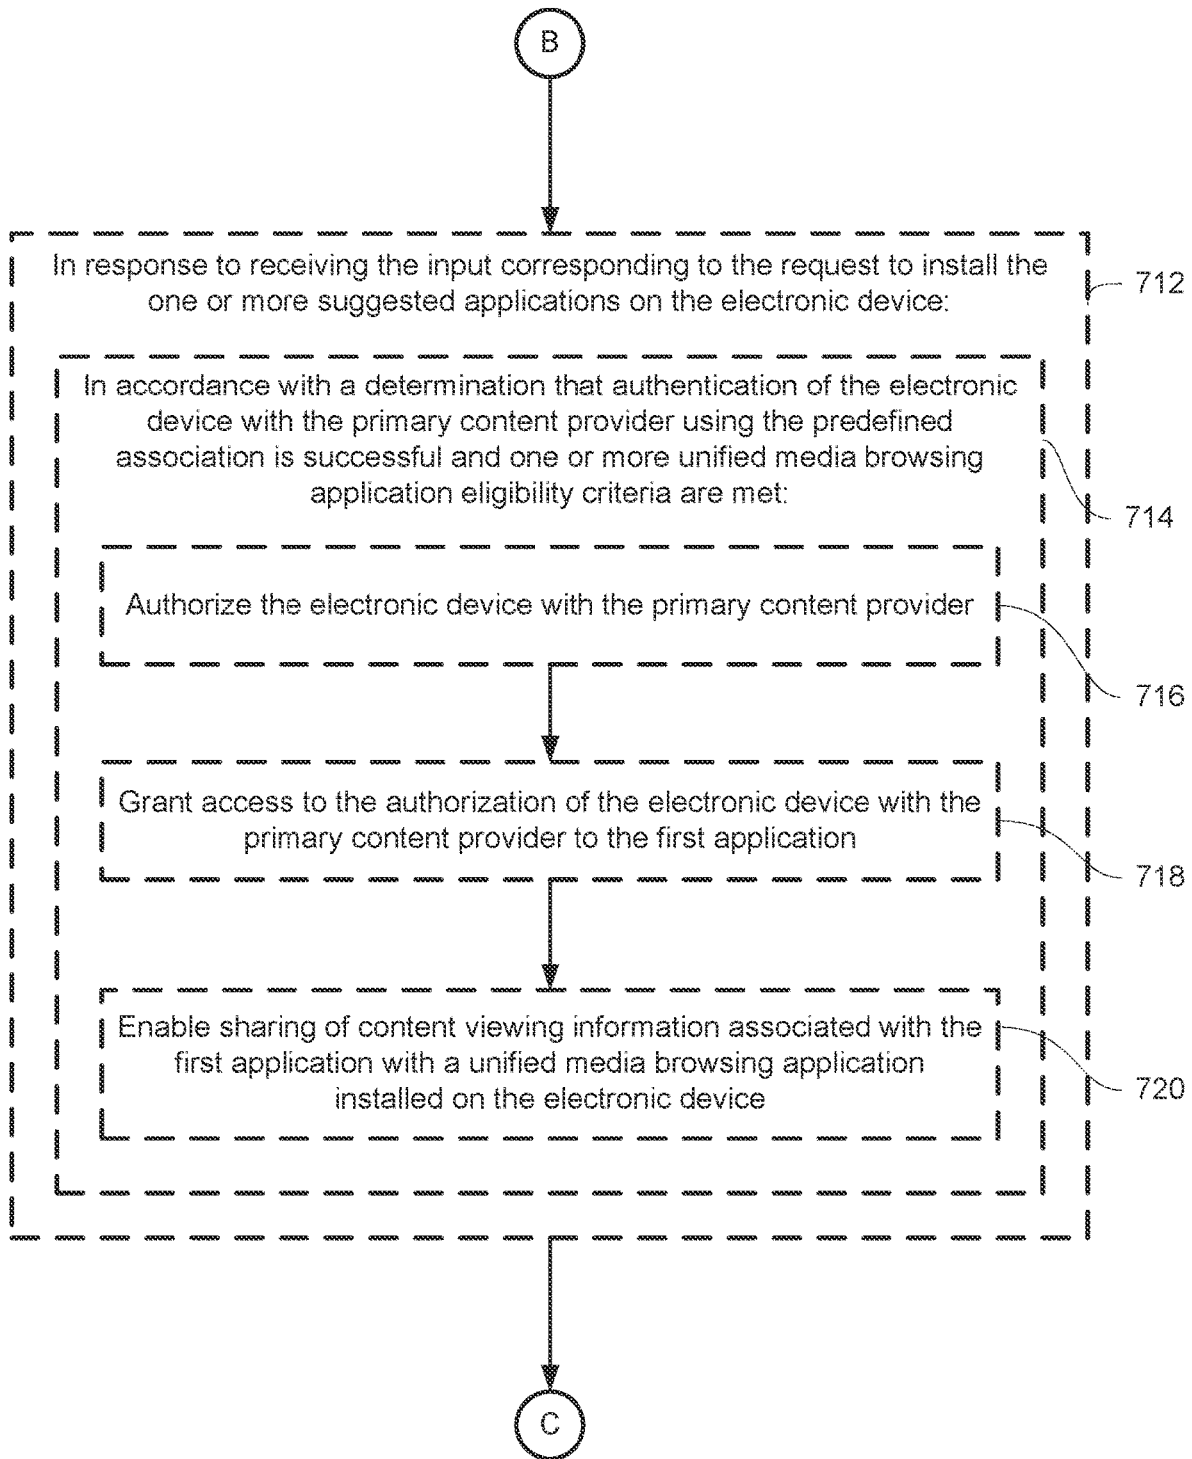 B
In response to receiving the input corresponding to the request to install the
one or more suggested applications on the electronic device:
712
In accordance with a determination that authentication of the electronic
device with the primary content provider using the predefined
association is successful and one or more unified media browsing
application eligibility criteria are met:
714
Authorize the electronic device with the primary content provider
716
Grant access to the authorization of the electronic device with the
primary content provider to the first application
718
Enable sharing of content viewing information associated with the
first application with a unified media browsing application
installed on the electronic device
720
C